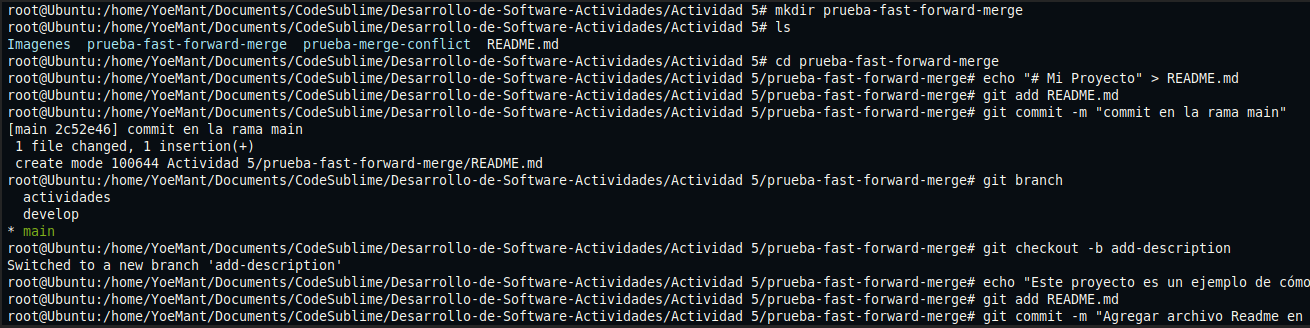 root@Ubuntu:/home/YoeMant/Documents/CodeSublime/Desarrollo-de-Software-Actividades/Actividad 5# mkdir prueba-fast-forward-merge
root@Ubuntu:/home/YoeMant/Documents/CodeSublime/Desarrollo-de-Software-Actividades/Actividad 5# ls
Imagenes  prueba-fast-forward-merge  prueba-merge-conflict  README.md
root@Ubuntu:/home/YoeMant/Documents/CodeSublime/Desarrollo-de-Software-Actividades/Actividad 5# cd prueba-fast-forward-merge
root@Ubuntu:/home/YoeMant/Documents/CodeSublime/Desarrollo-de-Software-Actividades/Actividad 5/prueba-fast-forward-merge# echo "# Mi Proyecto" > README.md
root@Ubuntu:/home/YoeMant/Documents/CodeSublime/Desarrollo-de-Software-Actividades/Actividad 5/prueba-fast-forward-merge# git add README.md
root@Ubuntu:/home/YoeMant/Documents/CodeSublime/Desarrollo-de-Software-Actividades/Actividad 5/prueba-fast-forward-merge# git commit -m "commit en la rama main"
[main 2c52e46] commit en la rama main
 1 file changed, 1 insertion(+)
 create mode 100644 Actividad 5/prueba-fast-forward-merge/README.md
root@Ubuntu:/home/YoeMant/Documents/CodeSublime/Desarrollo-de-Software-Actividades/Actividad 5/prueba-fast-forward-merge# git branch
  actividades
  develop
* main
root@Ubuntu:/home/YoeMant/Documents/CodeSublime/Desarrollo-de-Software-Actividades/Actividad 5/prueba-fast-forward-merge# git checkout -b add-description
Switched to a new branch 'add-description'
root@Ubuntu:/home/YoeMant/Documents/CodeSublime/Desarrollo-de-Software-Actividades/Actividad 5/prueba-fast-forward-merge# echo "Este proyecto es un ejemplo de cómo
root@Ubuntu:/home/YoeMant/Documents/CodeSublime/Desarrollo-de-Software-Actividades/Actividad 5/prueba-fast-forward-merge# git add README.md
root@Ubuntu:/home/YoeMant/Documents/CodeSublime/Desarrollo-de-Software-Actividades/Actividad 5/prueba-fast-forward-merge# git commit -m "Agregar archivo Readme en